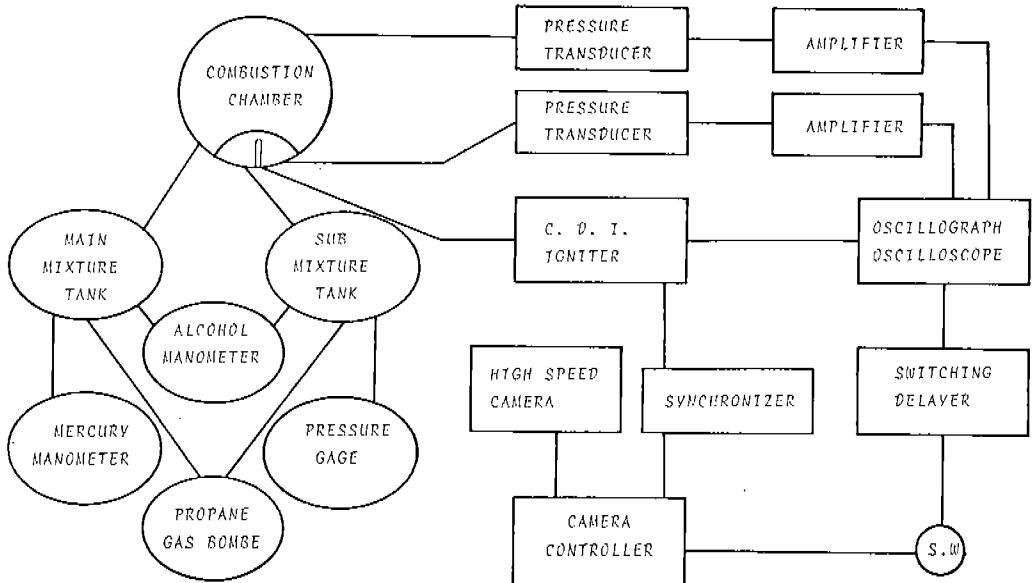 COMBUSTION
CHAMBER
PRESSURE
TRANSDUCER
AMPLIFIER
PRESSURE
TRANSDUCER
AMPLIFIER
MAIN
MIXTURE
TANK
SUB
MIXTURE
TANK
C. D. I.
IGNITER
OSCILLOGRAPH
OSCILLOSCOPE
ALCOHOL
MANOMETER
HIGH SPEED
CAMERA
SYNCHRONIZER
SWITCHING
DELAYER
MERCURY
MANOMETER
PRESSURE
GAGE
PROPANE
GAS BOMBE
CAMERA
CONTROLLER
S.W